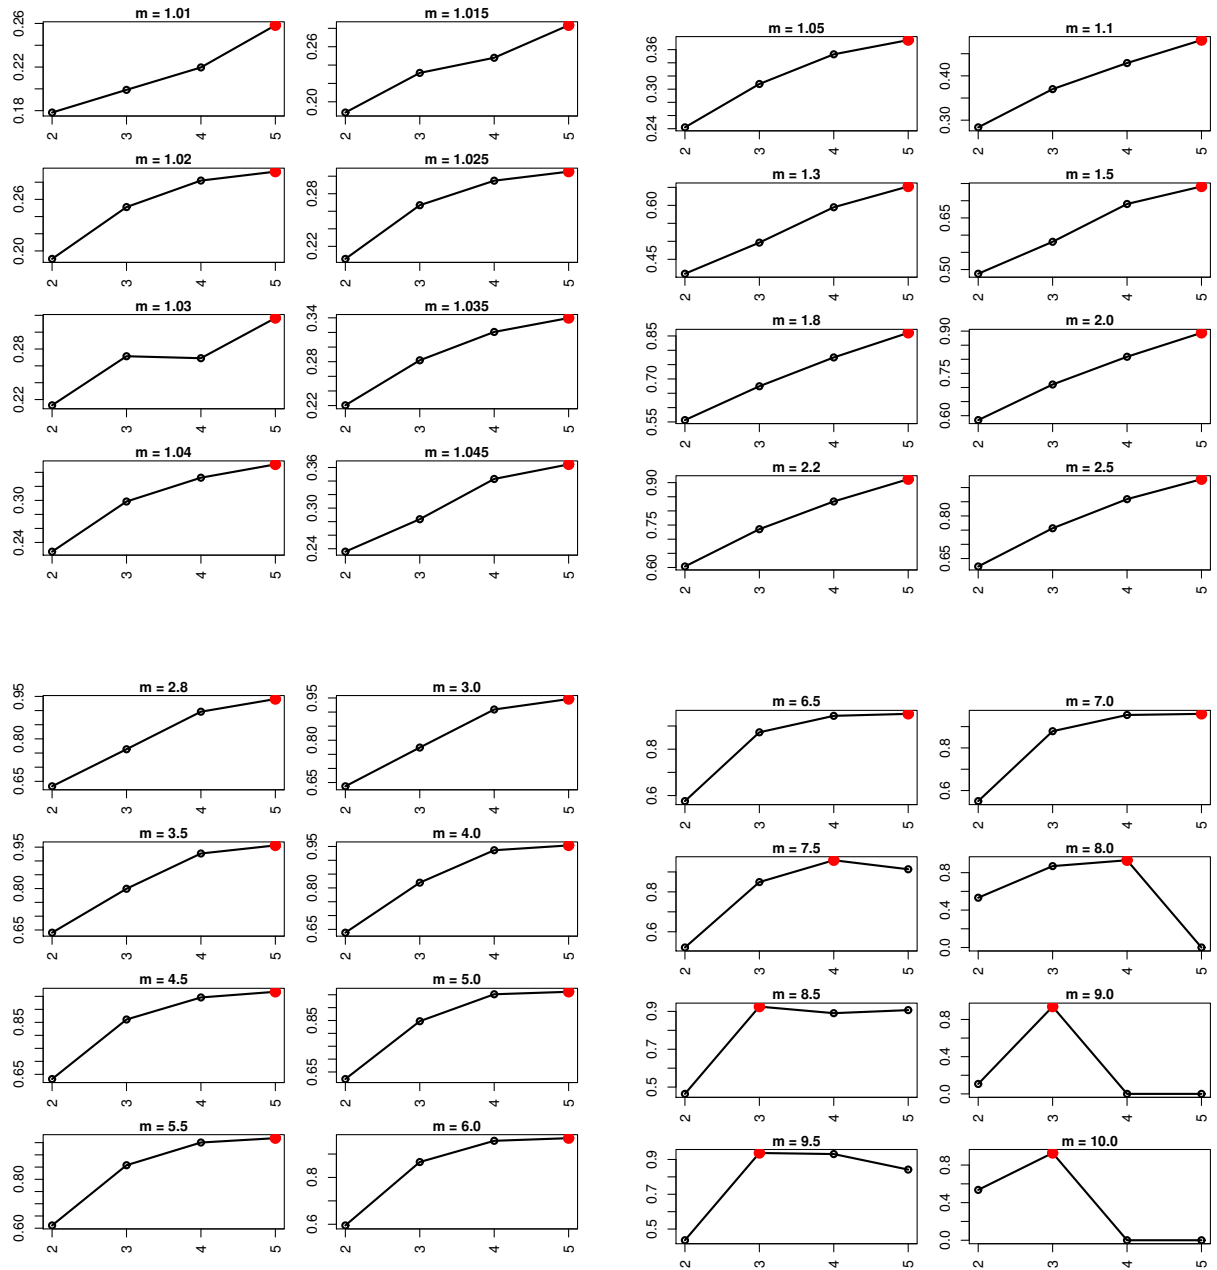 m = 1.01
0.18 0.22 0.26
2 3 4 5
m = 1.015
0.20 0.26
2 3 4 5
m = 1.02
0.20 0.26
2 3 4 5
m = 1.025
0.22 0.28
2 3 4 5
m = 1.03
0.22 0.28
2 3 4 5
m = 1.035
0.22 0.28 0.34
2 3 4 5
m = 1.04
0.24 0.30
2 3 4 5
m = 1.045
0.24 0.30 0.36
2 3 4 5
m = 1.05
0.24 0.30 0.36
2 3 4 5
m = 1.1
0.30 0.40
2 3 4 5
m = 1.3
0.45 0.60
2 3 4 5
m = 1.5
0.50 0.65
2 3 4 5
m = 1.8
0.55 0.70 0.85
2 3 4 5
m = 2.0
0.60 0.75 0.90
2 3 4 5
m = 2.2
0.60 0.75 0.90
2 3 4 5
m = 2.5
0.65 0.80
2 3 4 5
m = 2.8
0.65 0.80 0.95
2 3 4 5
m = 3.0
0.65 0.80 0.95
2 3 4 5
m = 3.5
0.65 0.80 0.95
2 3 4 5
m = 4.0
0.65 0.80 0.95
2 3 4 5
m = 4.5
0.65 0.85
2 3 4 5
m = 5.0
0.65 0.85
2 3 4 5
m = 5.5
0.60 0.80
2 3 4 5
m = 6.0
0.6 0.8
2 3 4 5
m = 6.5
0.6 0.8
2 3 4 5
m = 7.0
0.6 0.8
2 3 4 5
m = 7.5
0.6 0.8
2 3 4 5
m = 8.0
0.0 0.4 0.8
2 3 4 5
m = 8.5
0.5 0.7 0.9
2 3 4 5
m = 9.0
0.0 0.4 0.8
2 3 4 5
m = 9.5
0.5 0.7 0.9
2 3 4 5
m = 10.0
0.0 0.4 0.8
2 3 4 5